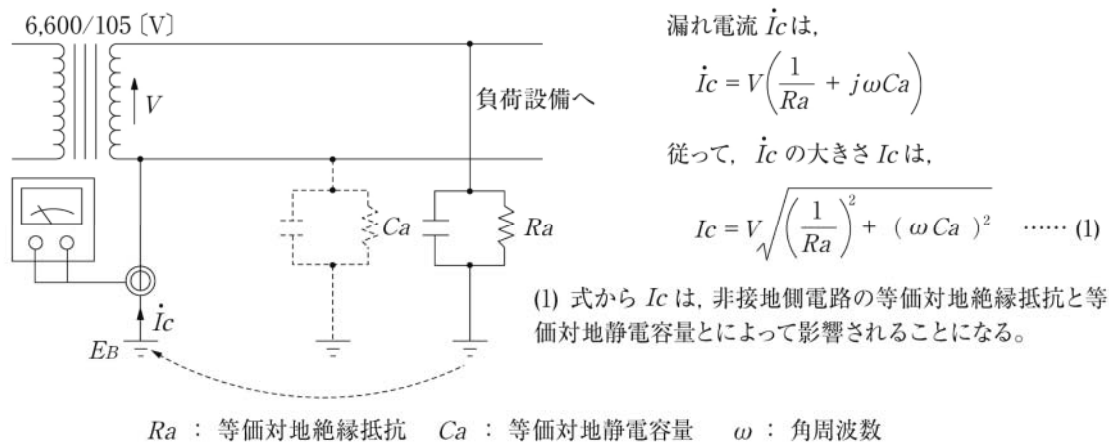 6,600/105〔V〕
V
負荷設備へ
Ca
Ra
İc
EB
漏れ電流 İc は,
İc = V(1/Ra + jωCa)
従って, İc の大きさ Ic は,
Ic = V√((1/Ra)² + (ωCa)²) …… (1)
(1) 式から Ic は, 非接地側電路の等価対地絶縁抵抗と等
価対地静電容量とによって影響されることになる。
Ra : 等価対地絶縁抵抗 Ca : 等価対地静電容量 ω : 角周波数